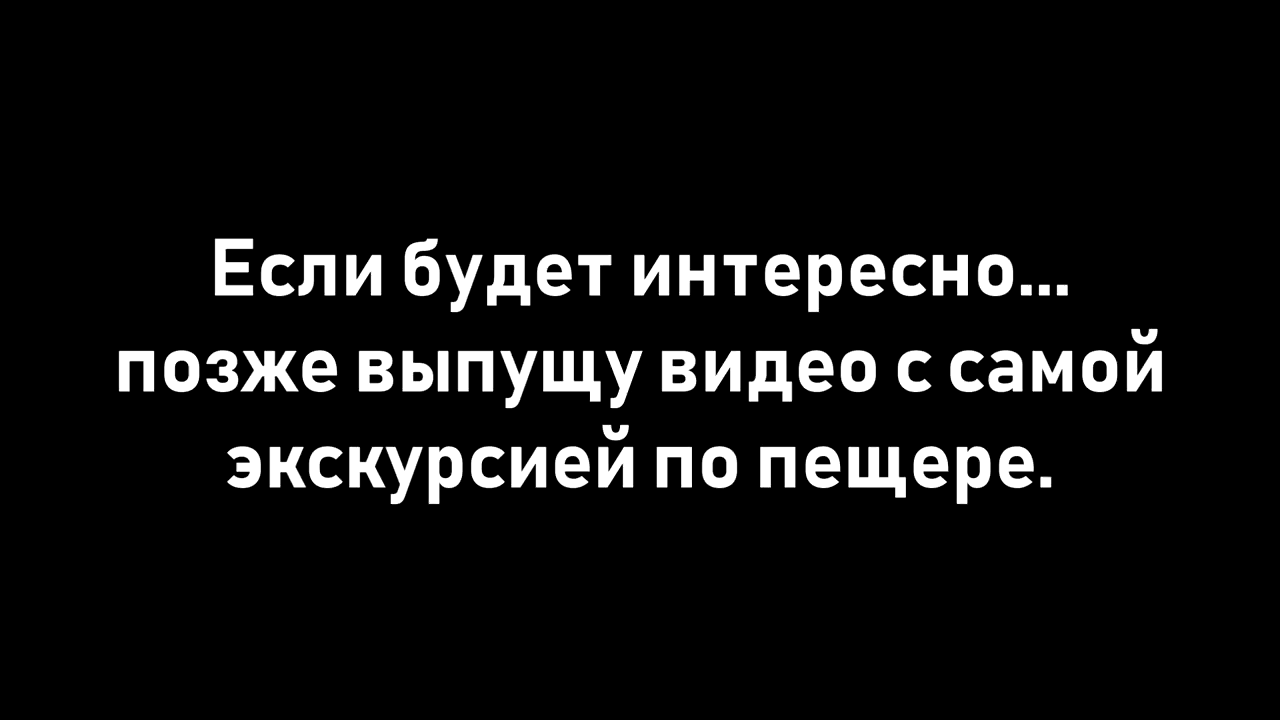 Если будет интересно...
позже выпущу видео с самой
экскурсией по пещере.